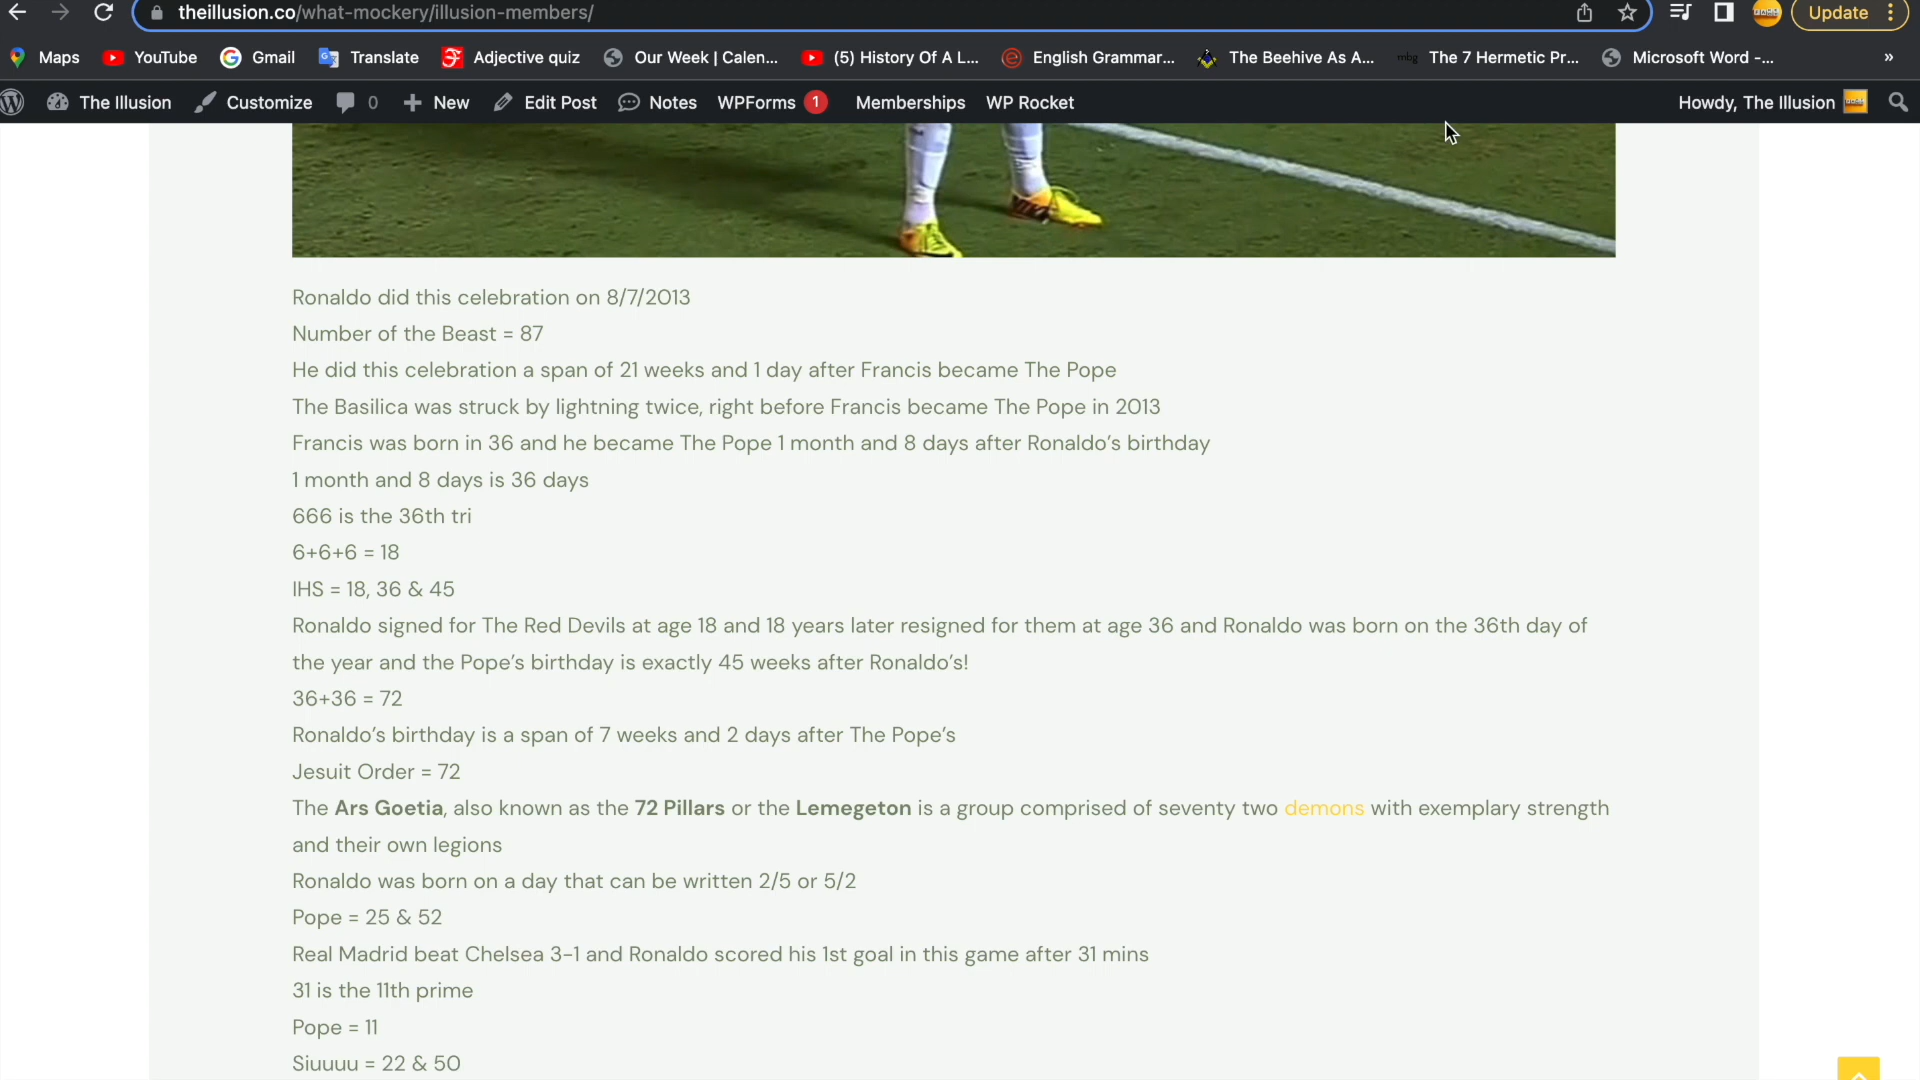 theillusion.co/what-mockery/illusion-members/
Update
Maps YouTube Gmail Translate Adjective quiz Our Week | Calen... (5) History Of A L... English Grammar... The Beehive As A... mbg The 7 Hermetic Pr... Microsoft Word -... »
The Illusion Customize 0 New Edit Post Notes WPForms 1 Memberships WP Rocket Howdy, The Illusion
Ronaldo did this celebration on 8/7/2013
Number of the Beast = 87
He did this celebration a span of 21 weeks and 1 day after Francis became The Pope
The Basilica was struck by lightning twice, right before Francis became The Pope in 2013
Francis was born in 36 and he became The Pope 1 month and 8 days after Ronaldo’s birthday
1 month and 8 days is 36 days
666 is the 36th tri
6+6+6 = 18
IHS = 18, 36 & 45
Ronaldo signed for The Red Devils at age 18 and 18 years later resigned for them at age 36 and Ronaldo was born on the 36th day of
the year and the Pope’s birthday is exactly 45 weeks after Ronaldo’s!
36+36 = 72
Ronaldo’s birthday is a span of 7 weeks and 2 days after The Pope’s
Jesuit Order = 72
The Ars Goetia, also known as the 72 Pillars or the Lemegeton is a group comprised of seventy two demons with exemplary strength
and their own legions
Ronaldo was born on a day that can be written 2/5 or 5/2
Pope = 25 & 52
Real Madrid beat Chelsea 3-1 and Ronaldo scored his 1st goal in this game after 31 mins
31 is the 11th prime
Pope = 11
Siuuuu = 22 & 50